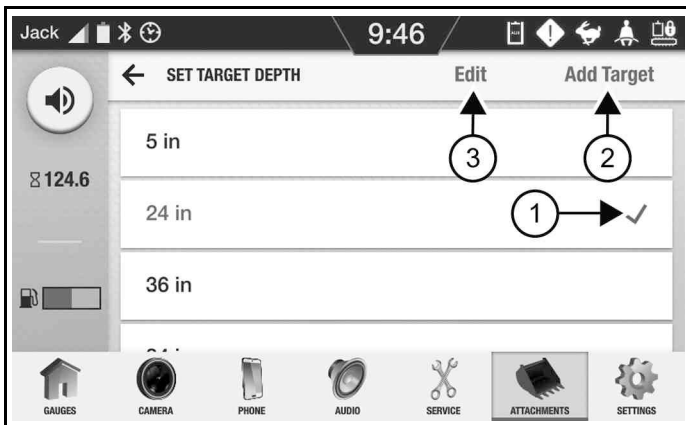 Jack 9:46
SET TARGET DEPTH Edit Add Target
5 in
3 2
124.6
24 in 1
36 in
GAUGES CAMERA PHONE AUDIO SERVICE ATTACHMENTS SETTINGS